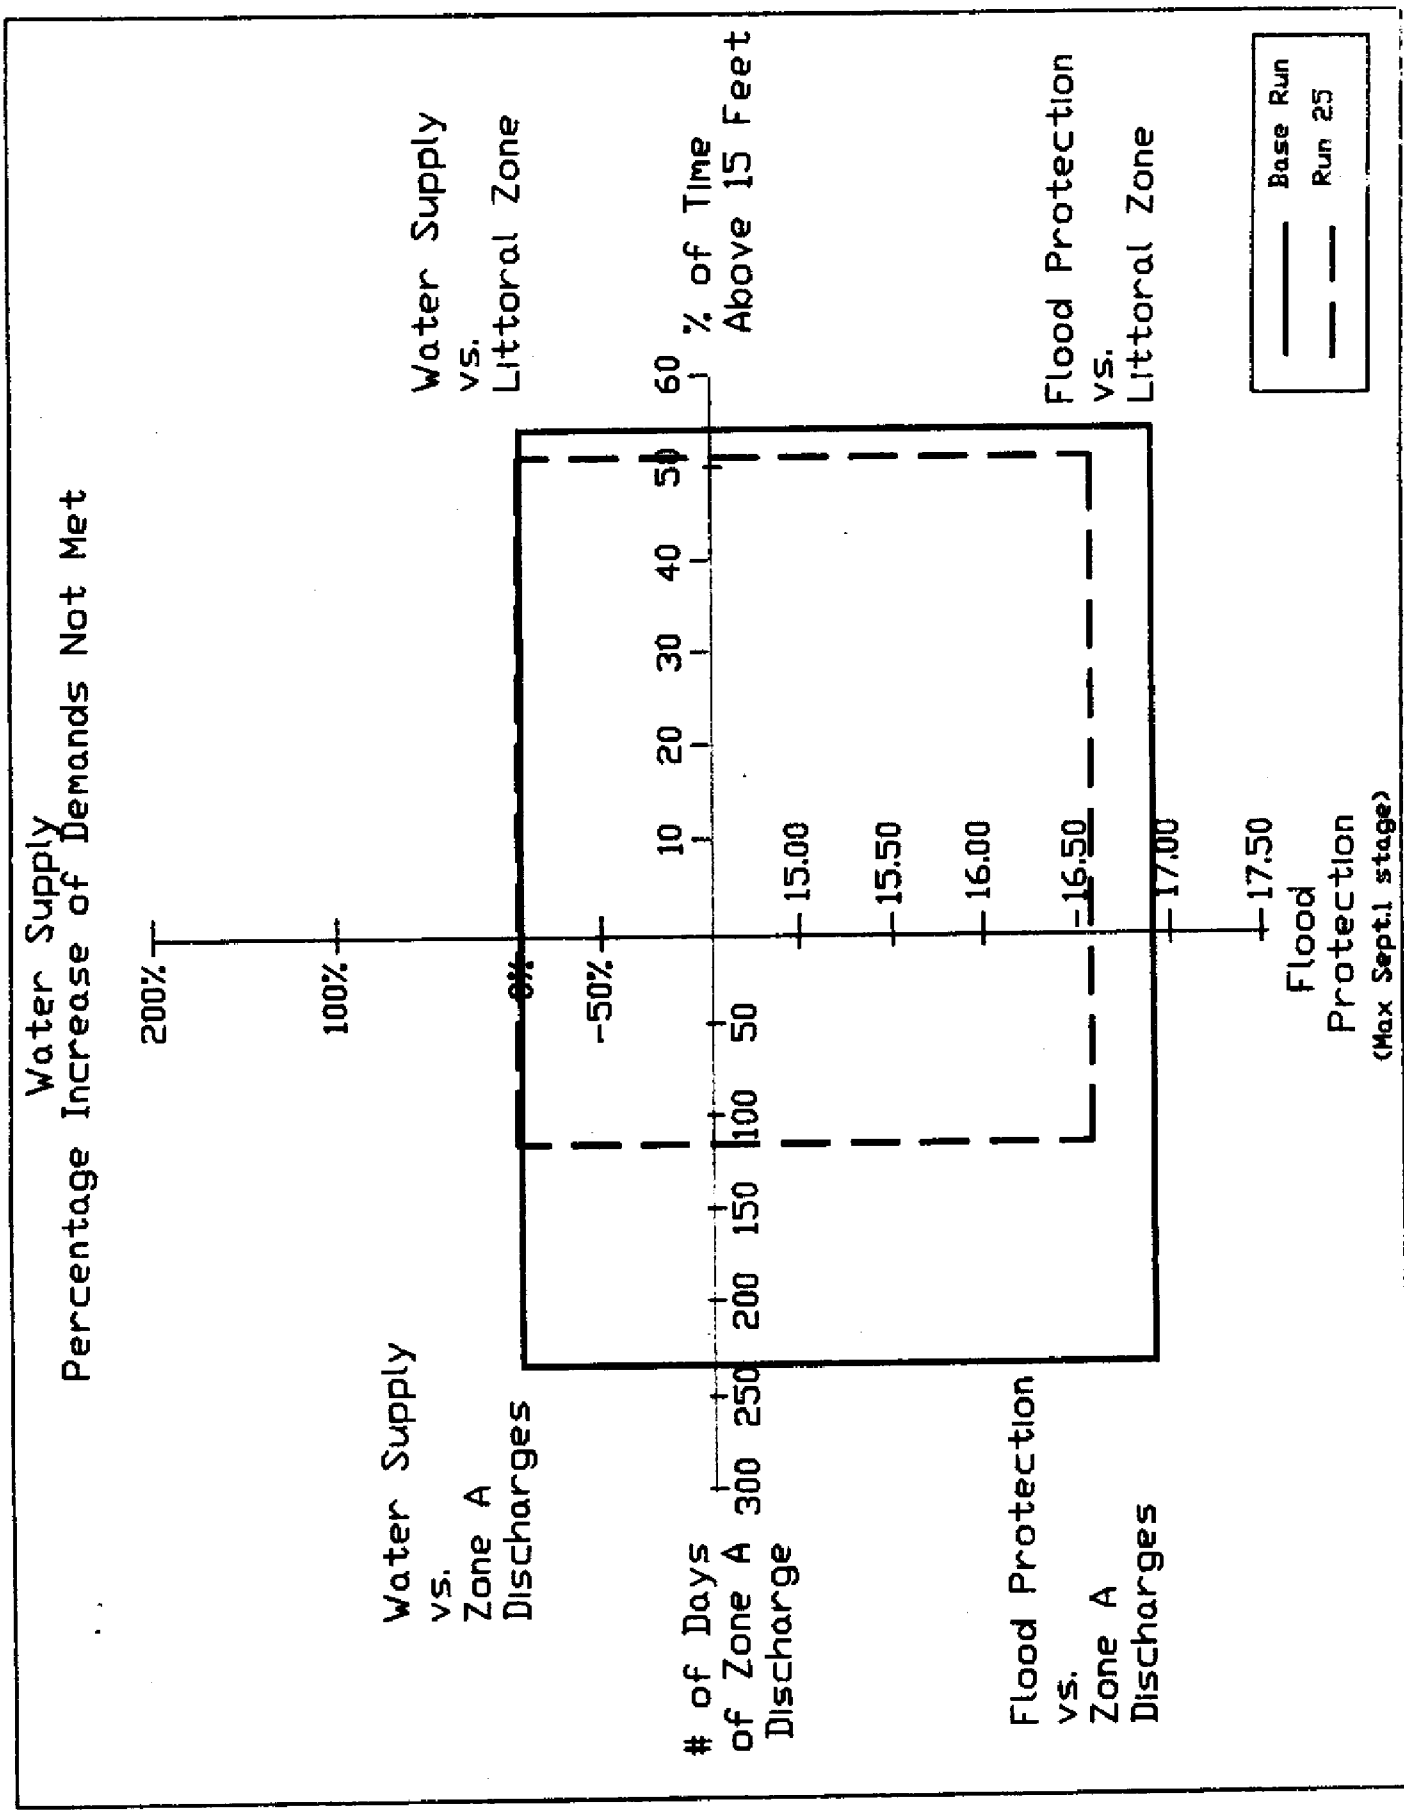 Water Supply
Percentage Increase of Demands Not Met
200%
100%
0%
-50%
Water Supply
vs.
Zone A
Discharges
Water Supply
vs.
Littoral Zone
# of Days
of Zone A
Discharge
300
250
200
150
100
50
10
20
30
40
50
60
% of Time
Above 15 Feet
15.00
15.50
16.00
16.50
17.00
17.50
Flood Protection
vs.
Zone A
Discharges
Flood Protection
vs.
Littoral Zone
Flood
Protection
(Max Sept.1 stage)
Base Run
Run 25